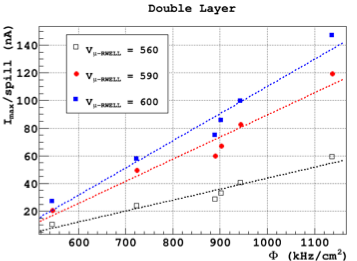 Double Layer
I_max/spill (nA)
V_μ-RWELL = 560
V_μ-RWELL = 590
V_μ-RWELL = 600
140
120
100
80
60
40
20
600 700 800 900 1000 1100
Φ (kHz/cm²)